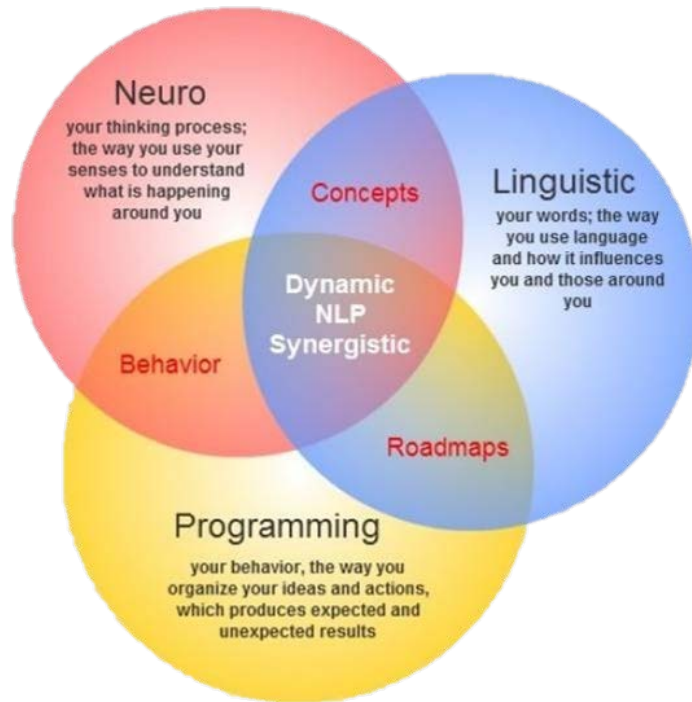 Neuro
your thinking process;
the way you use your
senses to understand
what is happening
around you
Concepts
Linguistic
your words; the way
you use language
and how it influences
you and those around
you
Dynamic
NLP
Synergistic
Behavior
Roadmaps
Programming
your behavior, the way you
organize your ideas and actions,
which produces expected and
unexpected results